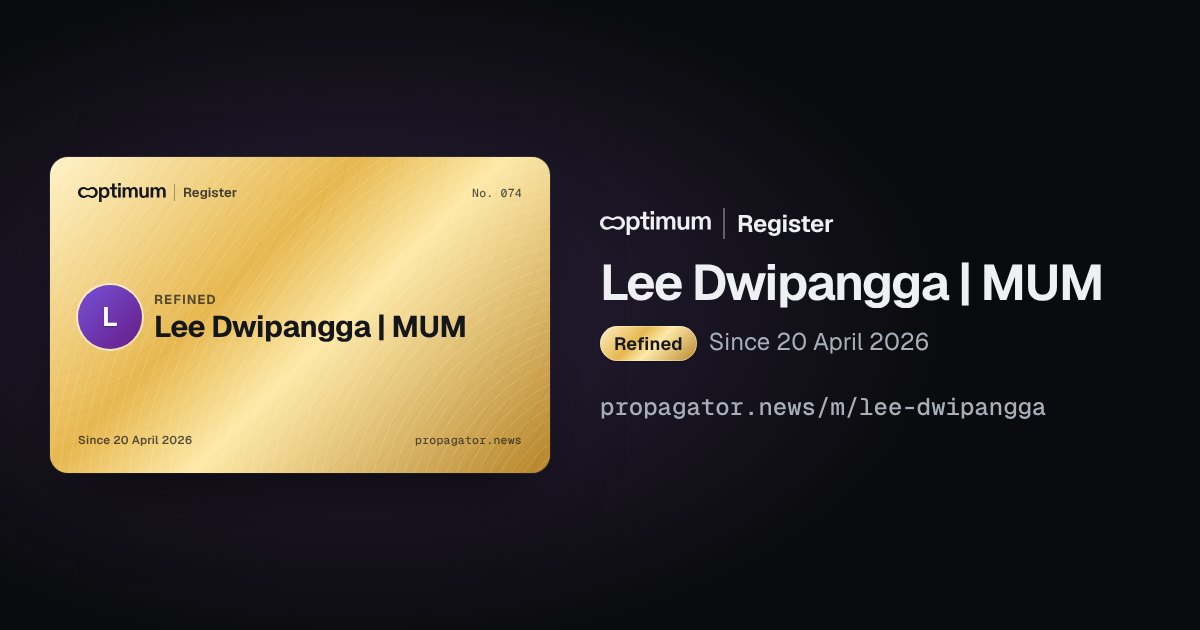 optimum | Register
No. 074
L
REFINED
Lee Dwipangga | MUM
Since 20 April 2026
propagator.news
optimum | Register
Lee Dwipangga | MUM
Refined
Since 20 April 2026
propagator.news/m/lee-dwipangga